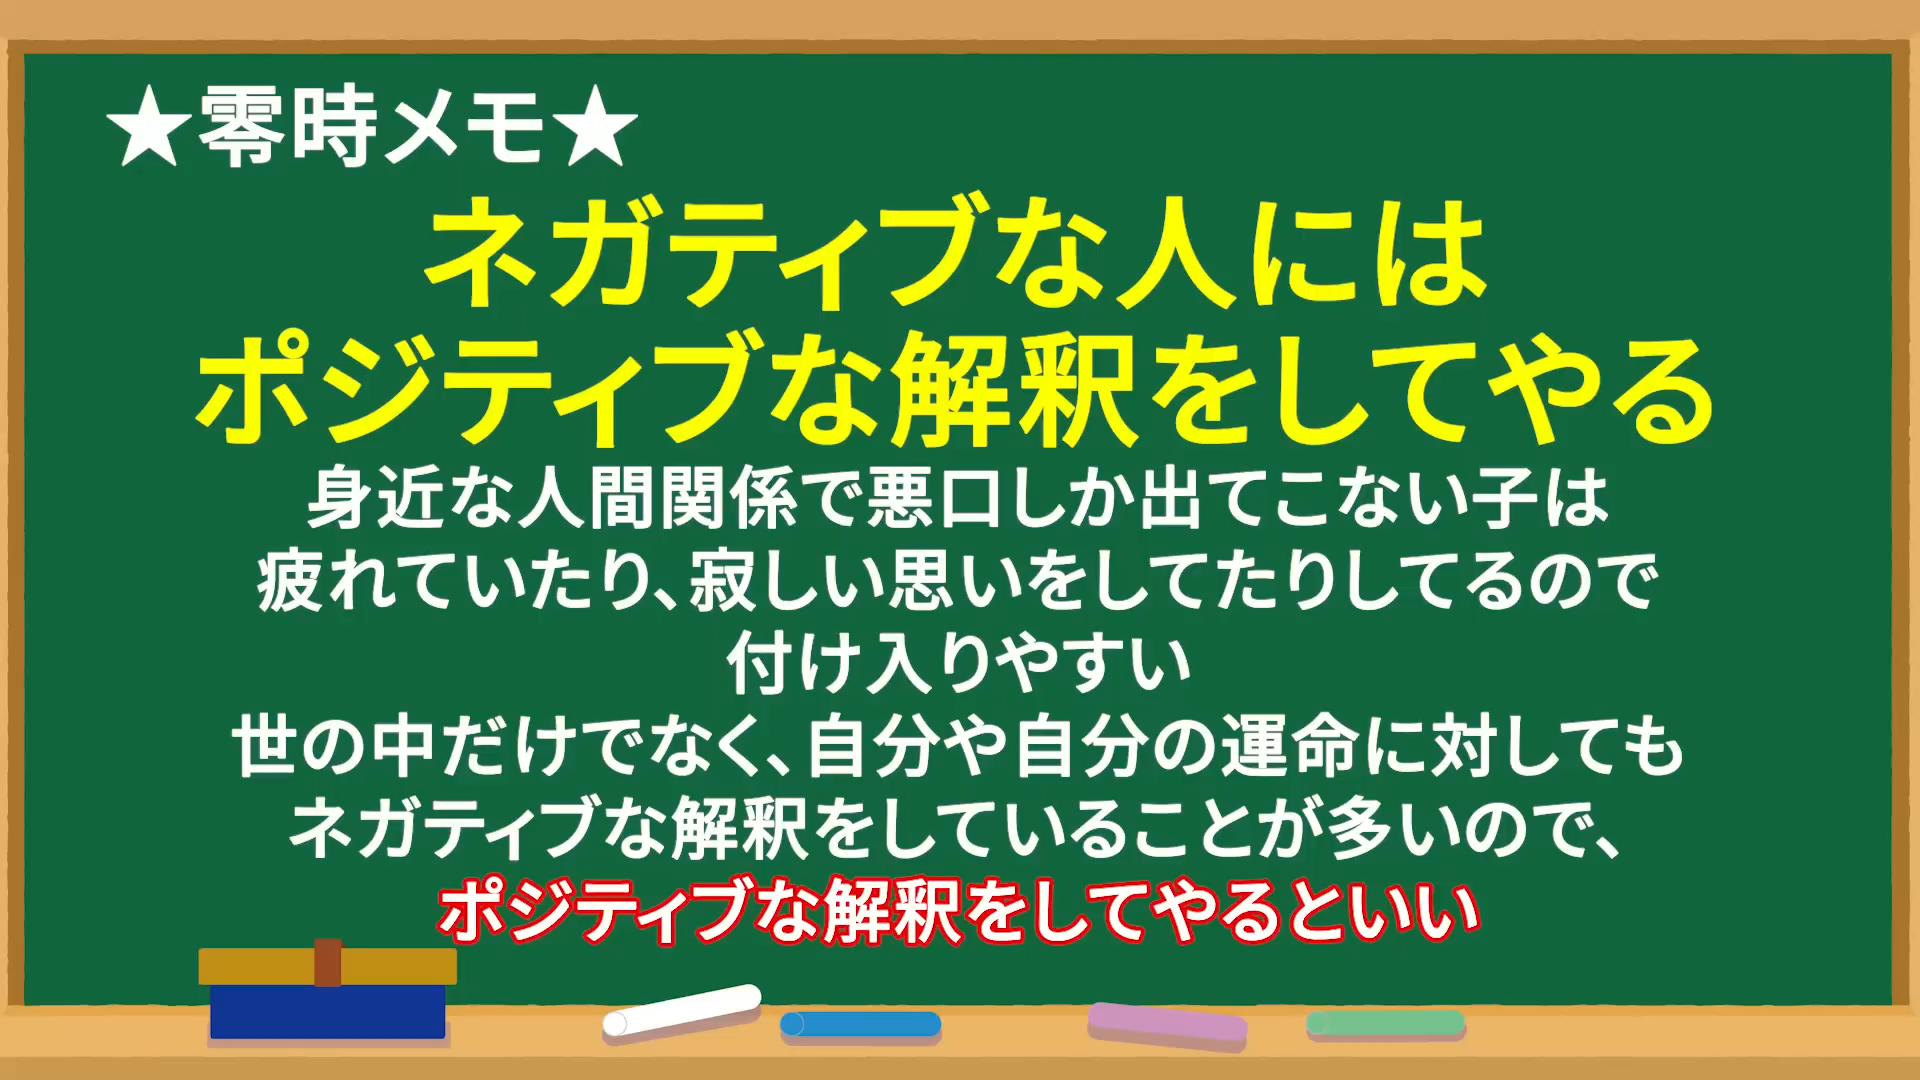 ★零時メモ★
ネガティブな人には
ポジティブな解釈をしてやる
身近な人間関係で悪口しか出てこない子は
疲れていたり、寂しい思いをしてたりしてるので
付け入りやすい
世の中だけでなく、自分や自分の運命に対しても
ネガティブな解釈をしていることが多いので、
ポジティブな解釈をしてやるといい